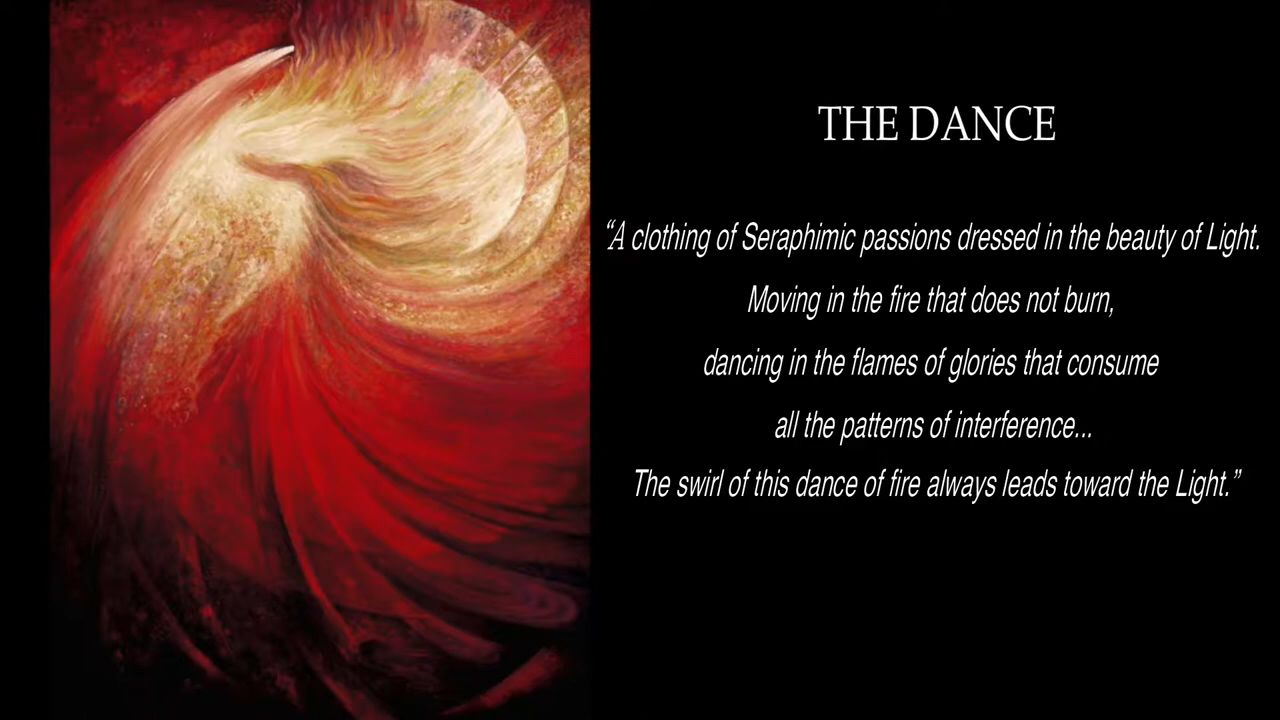 THE DANCE
“A clothing of Seraphimic passions dressed in the beauty of Light.
Moving in the fire that does not burn,
dancing in the flames of glories that consume
all the patterns of interference...
The swirl of this dance of fire always leads toward the Light.”